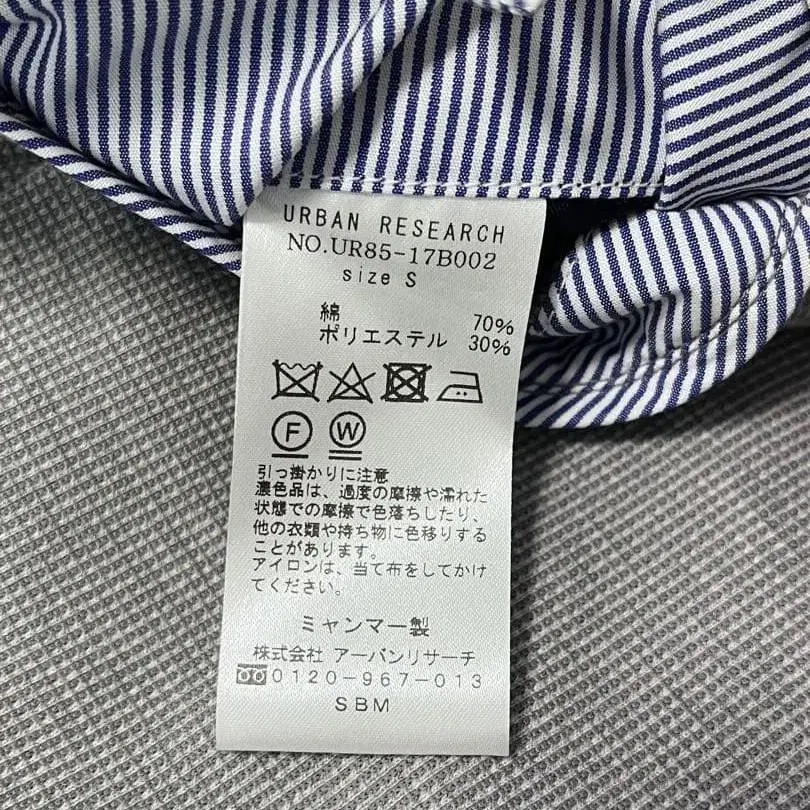 URBAN RESEARCH
NO.UR85-17B002
size S
綿 70%
ポリエステル 30%
F W
引っ掛かりに注意
濃色品は、過度の摩擦や濡れた
状態での摩擦で色落ちしたり、
他の衣類や持ち物に色移りする
ことがあります。
アイロンは、当て布をしてかけ
てください。
ミャンマー製
株式会社 アーバンリサーチ
0120-967-013
SBM